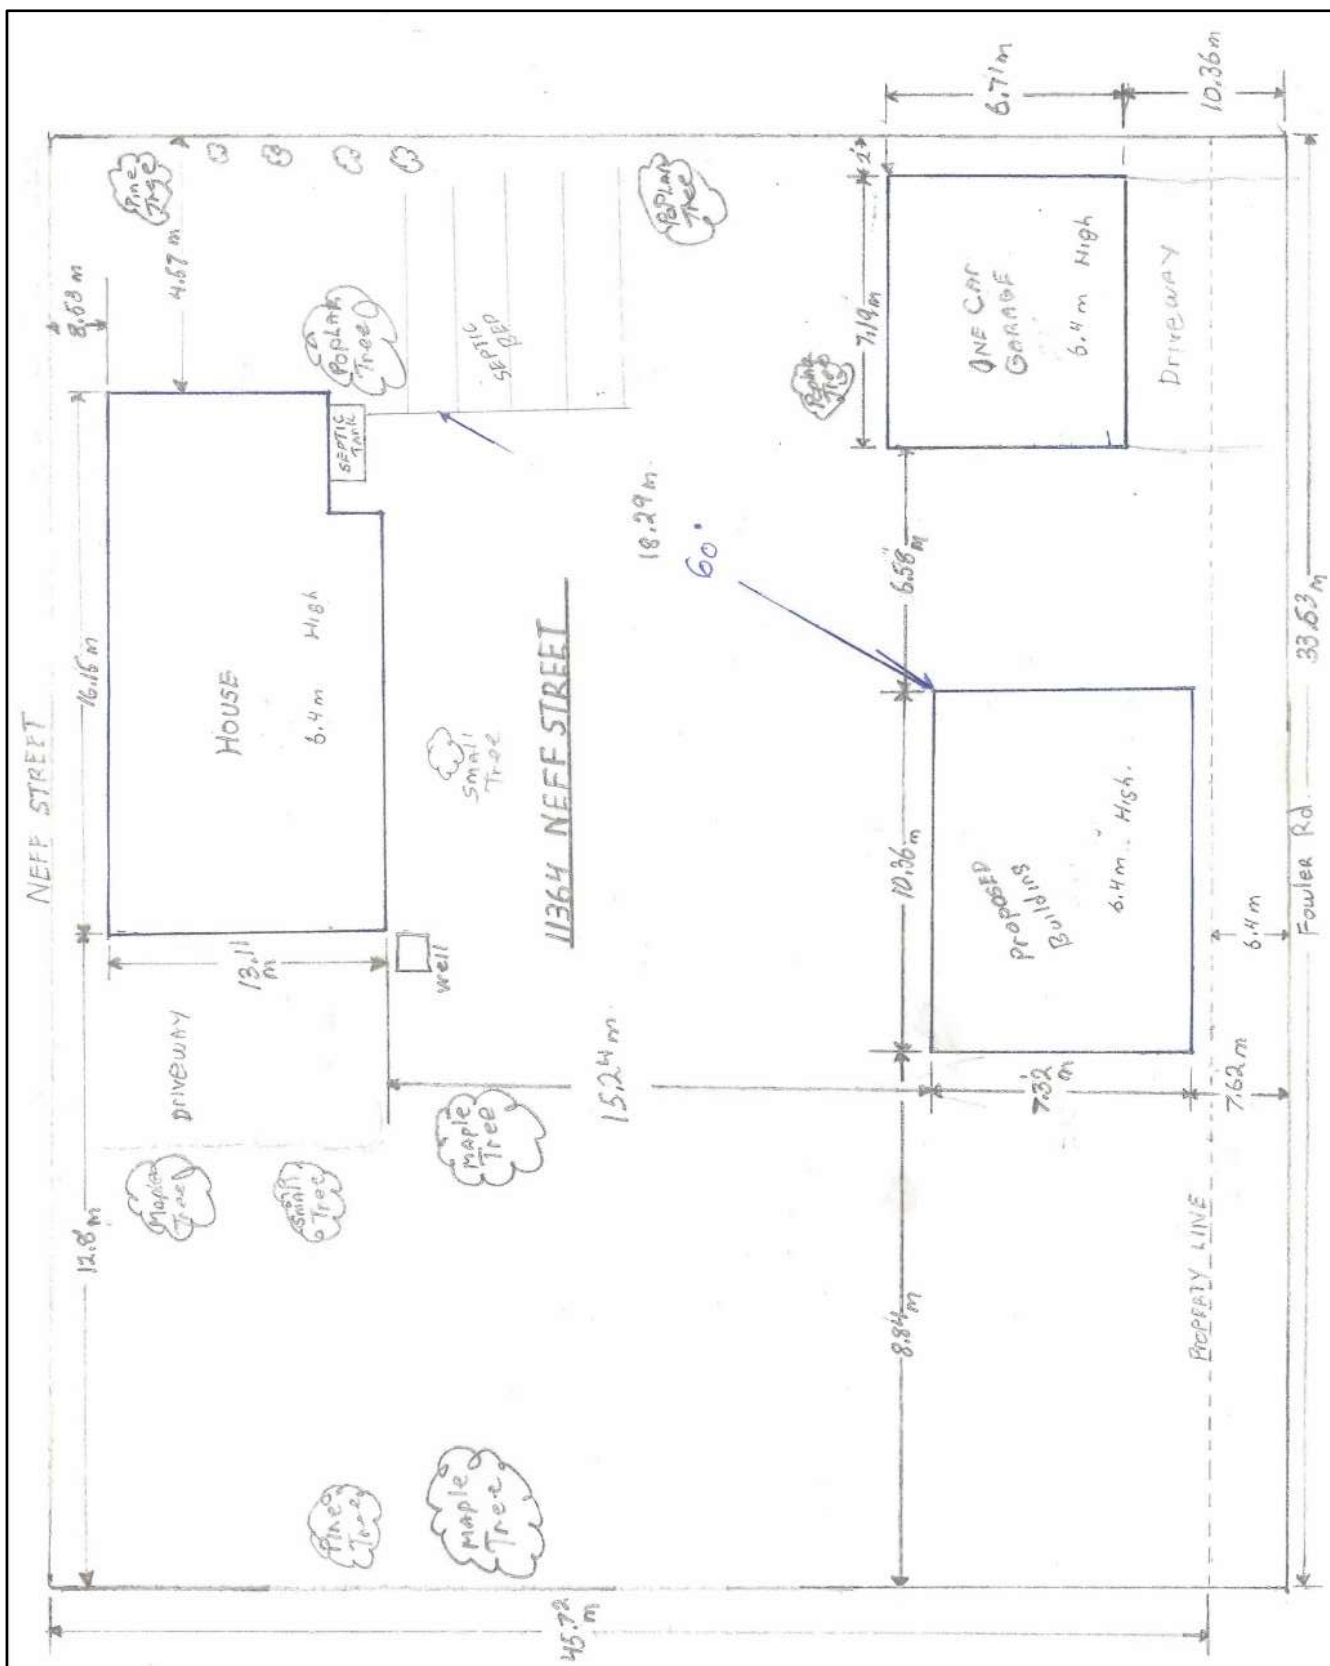 NEFF STREET
8.53 m
4.57 m
Pine
Tree
16.15 m
12.8 m
HOUSE
6.4 m High
13.11
m
DRIVEWAY
SEPTIC
TANK
POPLAR
Tree
SEPTIC
BED
POPLAR
Tree
well
Small
Tree
Maple
Tree
Small
Tree
Maple
Tree
Pine
Tree
Maple
Tree
11364 NEFF STREET
18.29 m
60'
15.24 m
7.19 m
2'
6.71 m
10.36 m
ONE CAR
GARAGE
6.4 m High
Driveway
6.58 m
10.36 m
8.84 m
PROPOSED
Building
6.4 m High.
7.32
m
7.62 m
6.4 m
PROPERTY LINE
33.53 m
Fowler Rd.
45.72
m